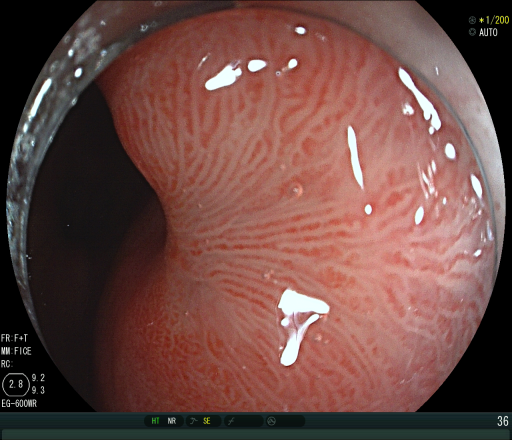 *1/200
AUTO
FR:F+T
MM:FICE
RC:
2.8 9.2
9.3
EG-600WR
HT NR SE
36